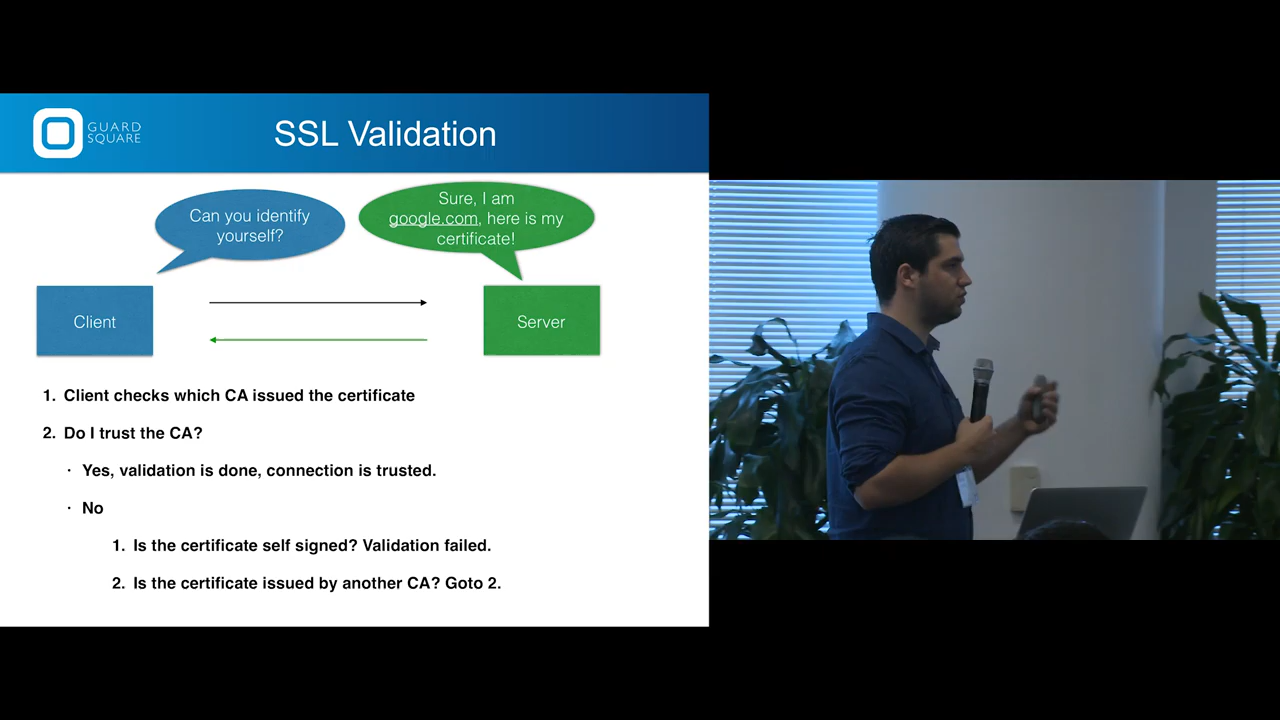 GUARD
SQUARE
SSL Validation
Can you identify
yourself?
Sure, I am
google.com, here is my
certificate!
Client
Server
1. Client checks which CA issued the certificate
2. Do I trust the CA?
· Yes, validation is done, connection is trusted.
· No
1. Is the certificate self signed? Validation failed.
2. Is the certificate issued by another CA? Goto 2.